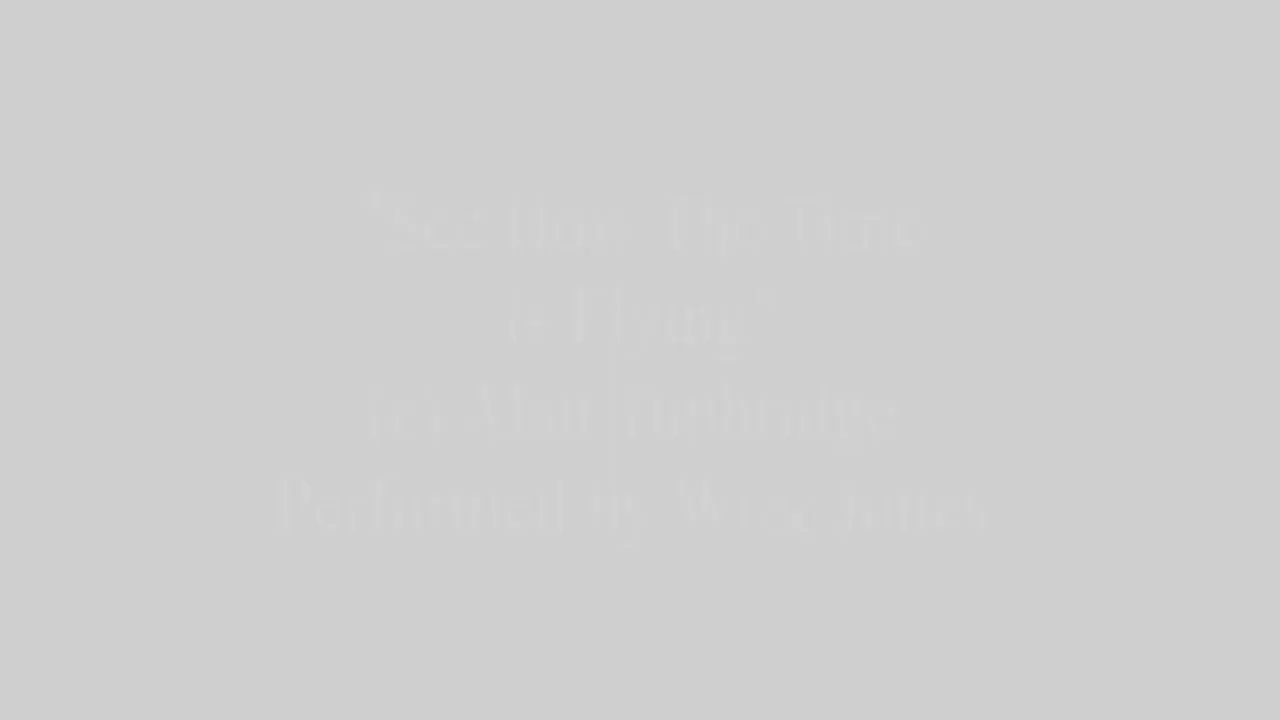 "See How The Time
is Flying"
(c) Alan Tunbridge
Performed by Wizz Jones